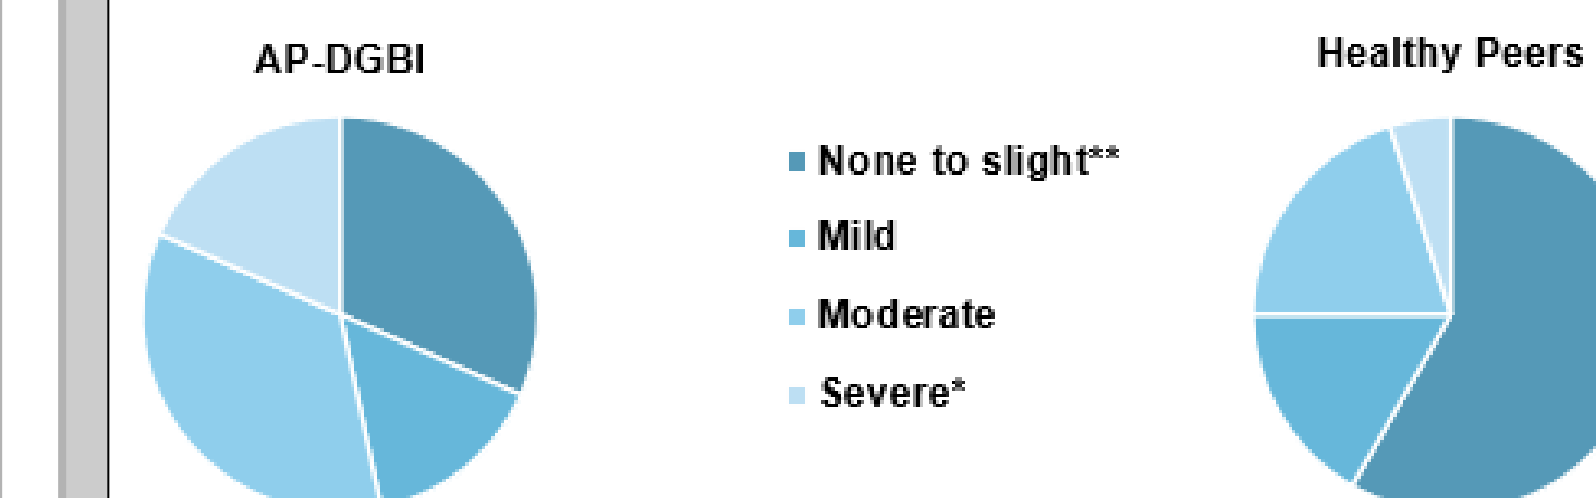 AP-DGBI
Healthy Peers
None to slight**
Mild
Moderate
Severe*